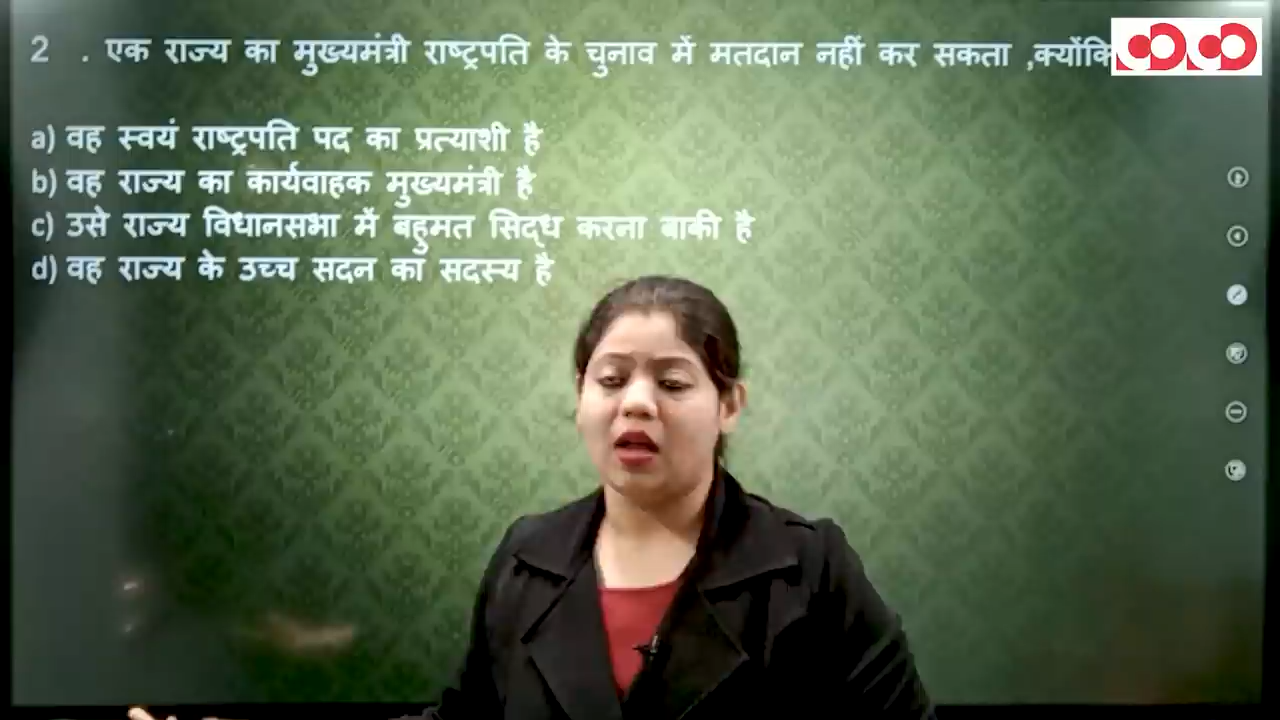 2 . एक राज्य का मुख्यमंत्री राष्ट्रपति के चुनाव में मतदान नहीं कर सकता ,क्योंकि
a) वह स्वयं राष्ट्रपति पद का प्रत्याशी है
b) वह राज्य का कार्यवाहक मुख्यमंत्री है
c) उसे राज्य विधानसभा में बहुमत सिद्ध करना बाकी है
d) वह राज्य के उच्च सदन का सदस्य है